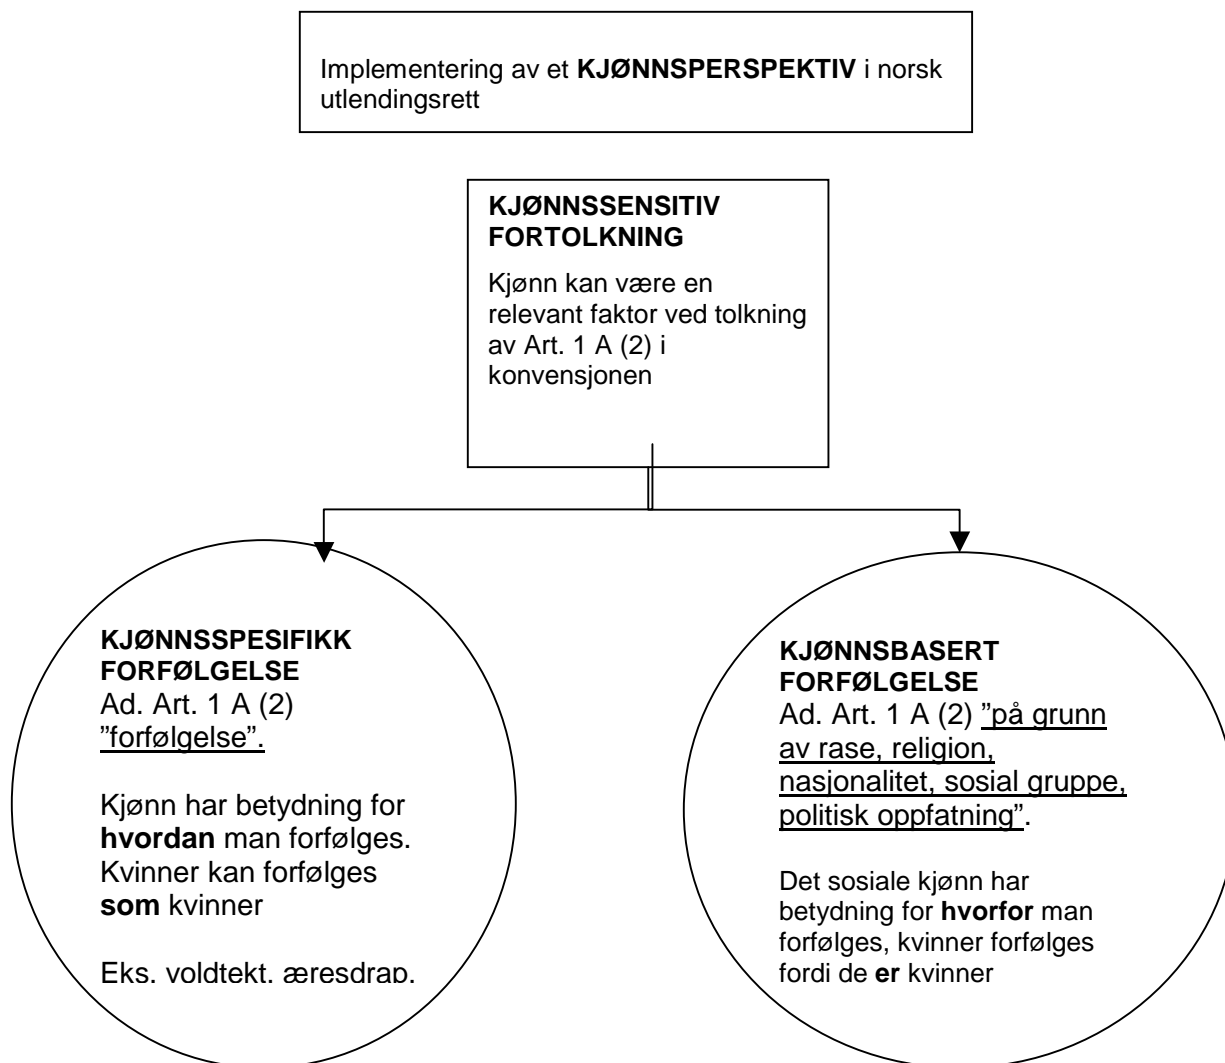 Implementering av et KJØNNSPERSPEKTIV i norsk
utlendingsrett
KJØNNSSENSITIV
FORTOLKNING
Kjønn kan være en
relevant faktor ved tolkning
av Art. 1 A (2) i
konvensjonen
KJØNNSSPESIFIKK
FORFØLGELSE
Ad. Art. 1 A (2)
”forfølgelse”.
Kjønn har betydning for
hvordan man forfølges.
Kvinner kan forfølges
som kvinner
Eks. voldtekt, æresdrap,
KJØNNSBASERT
FORFØLGELSE
Ad. Art. 1 A (2) ”på grunn
av rase, religion,
nasjonalitet, sosial gruppe,
politisk oppfatning”.
Det sosiale kjønn har
betydning for hvorfor man
forfølges, kvinner forfølges
fordi de er kvinner